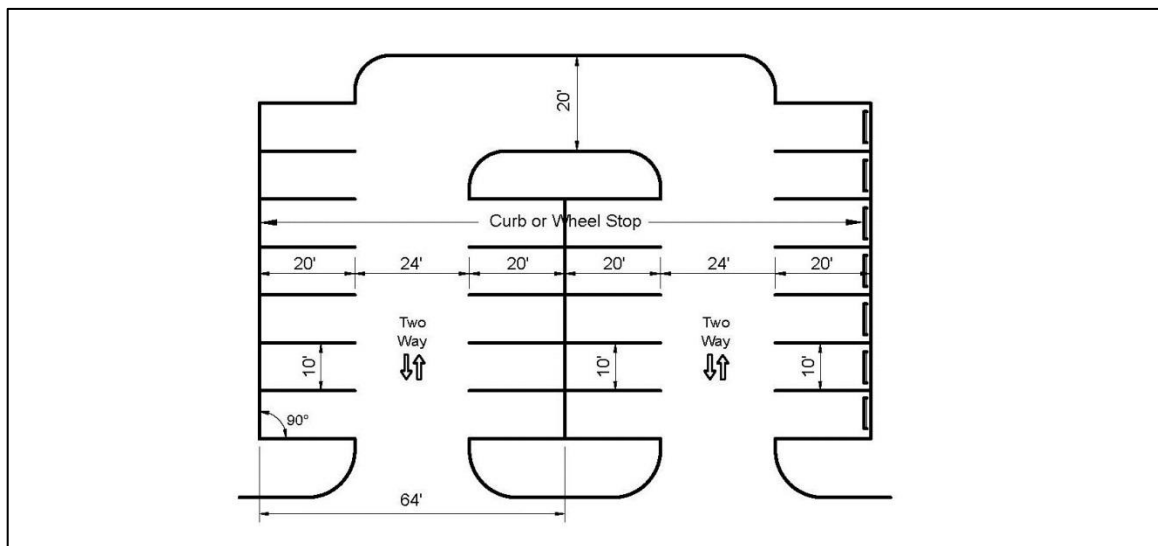 20'
Curb or Wheel Stop
20' 24' 20' 20' 24' 20'
Two
Way
Two
Way
10' 10' 10'
90°
64'